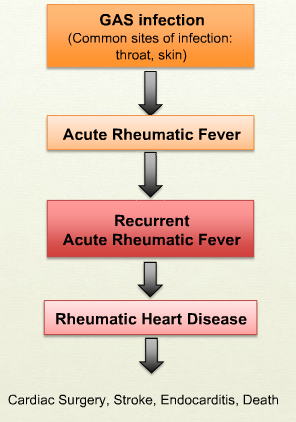 GAS infection
(Common sites of infection:
throat, skin)
Acute Rheumatic Fever
Recurrent
Acute Rheumatic Fever
Rheumatic Heart Disease
Cardiac Surgery, Stroke, Endocarditis, Death